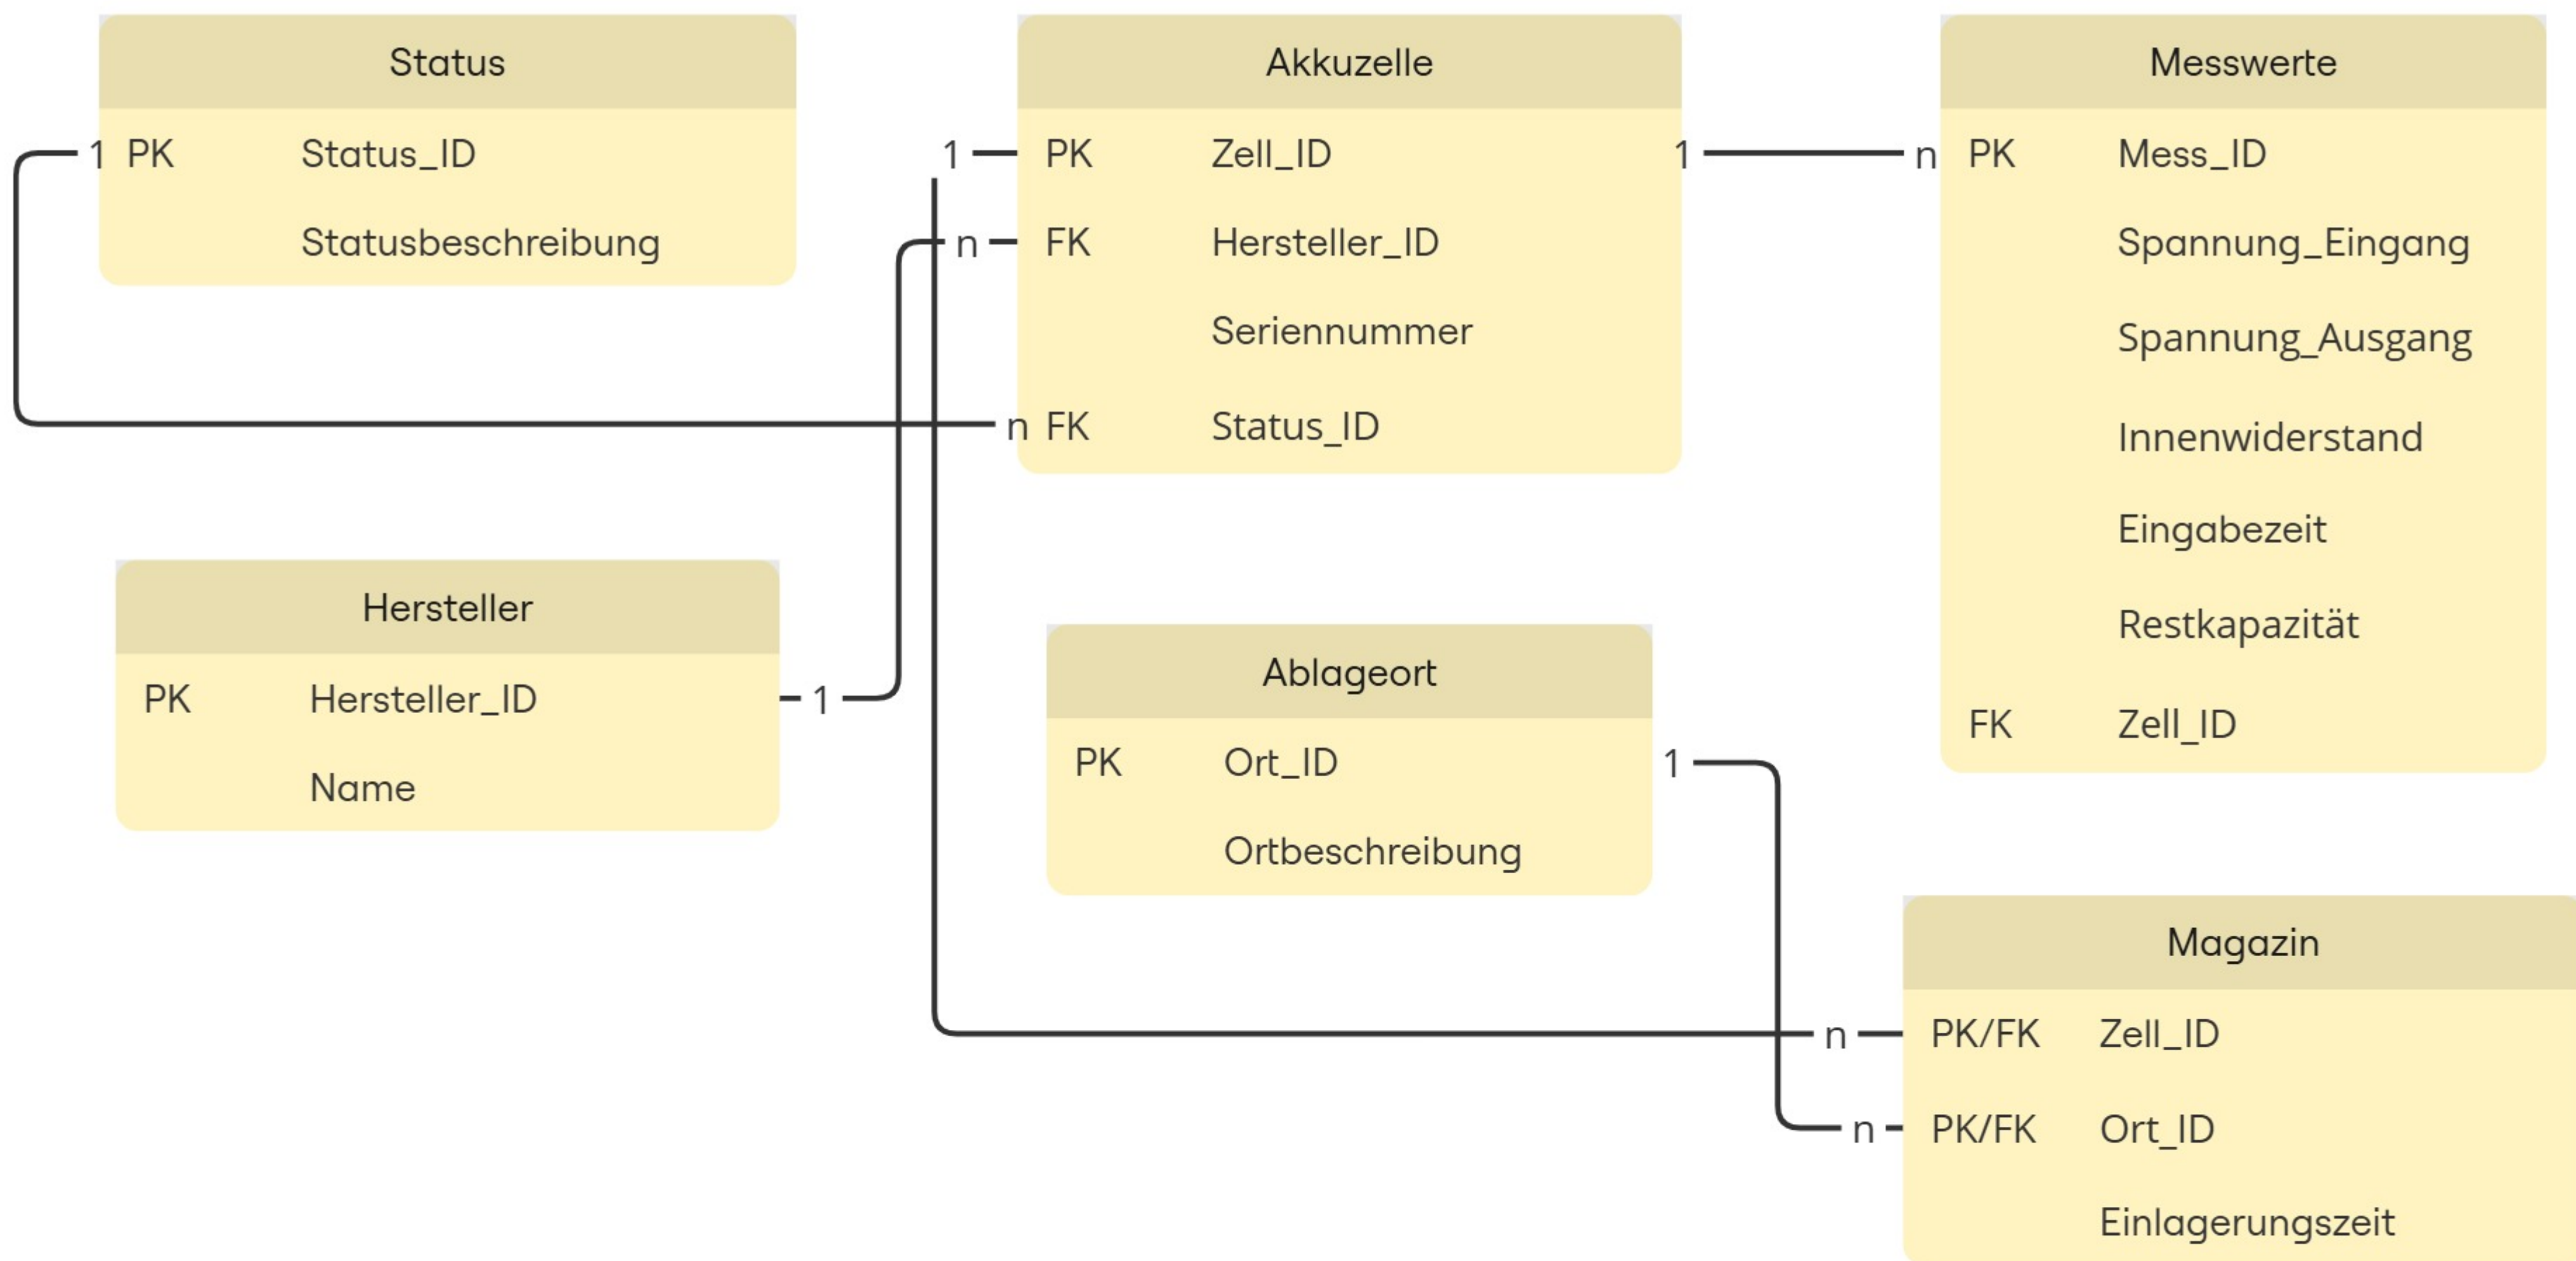 Status
1 PK Status_ID
Statusbeschreibung
Akkuzelle
1 PK Zell_ID 1
n FK Hersteller_ID
Seriennummer
n FK Status_ID
Messwerte
n PK Mess_ID
Spannung_Eingang
Spannung_Ausgang
Innenwiderstand
Eingabezeit
Restkapazität
FK Zell_ID
Hersteller
PK Hersteller_ID 1
Name
Ablageort
PK Ort_ID 1
Ortbeschreibung
Magazin
n PK/FK Zell_ID
n PK/FK Ort_ID
Einlagerungszeit